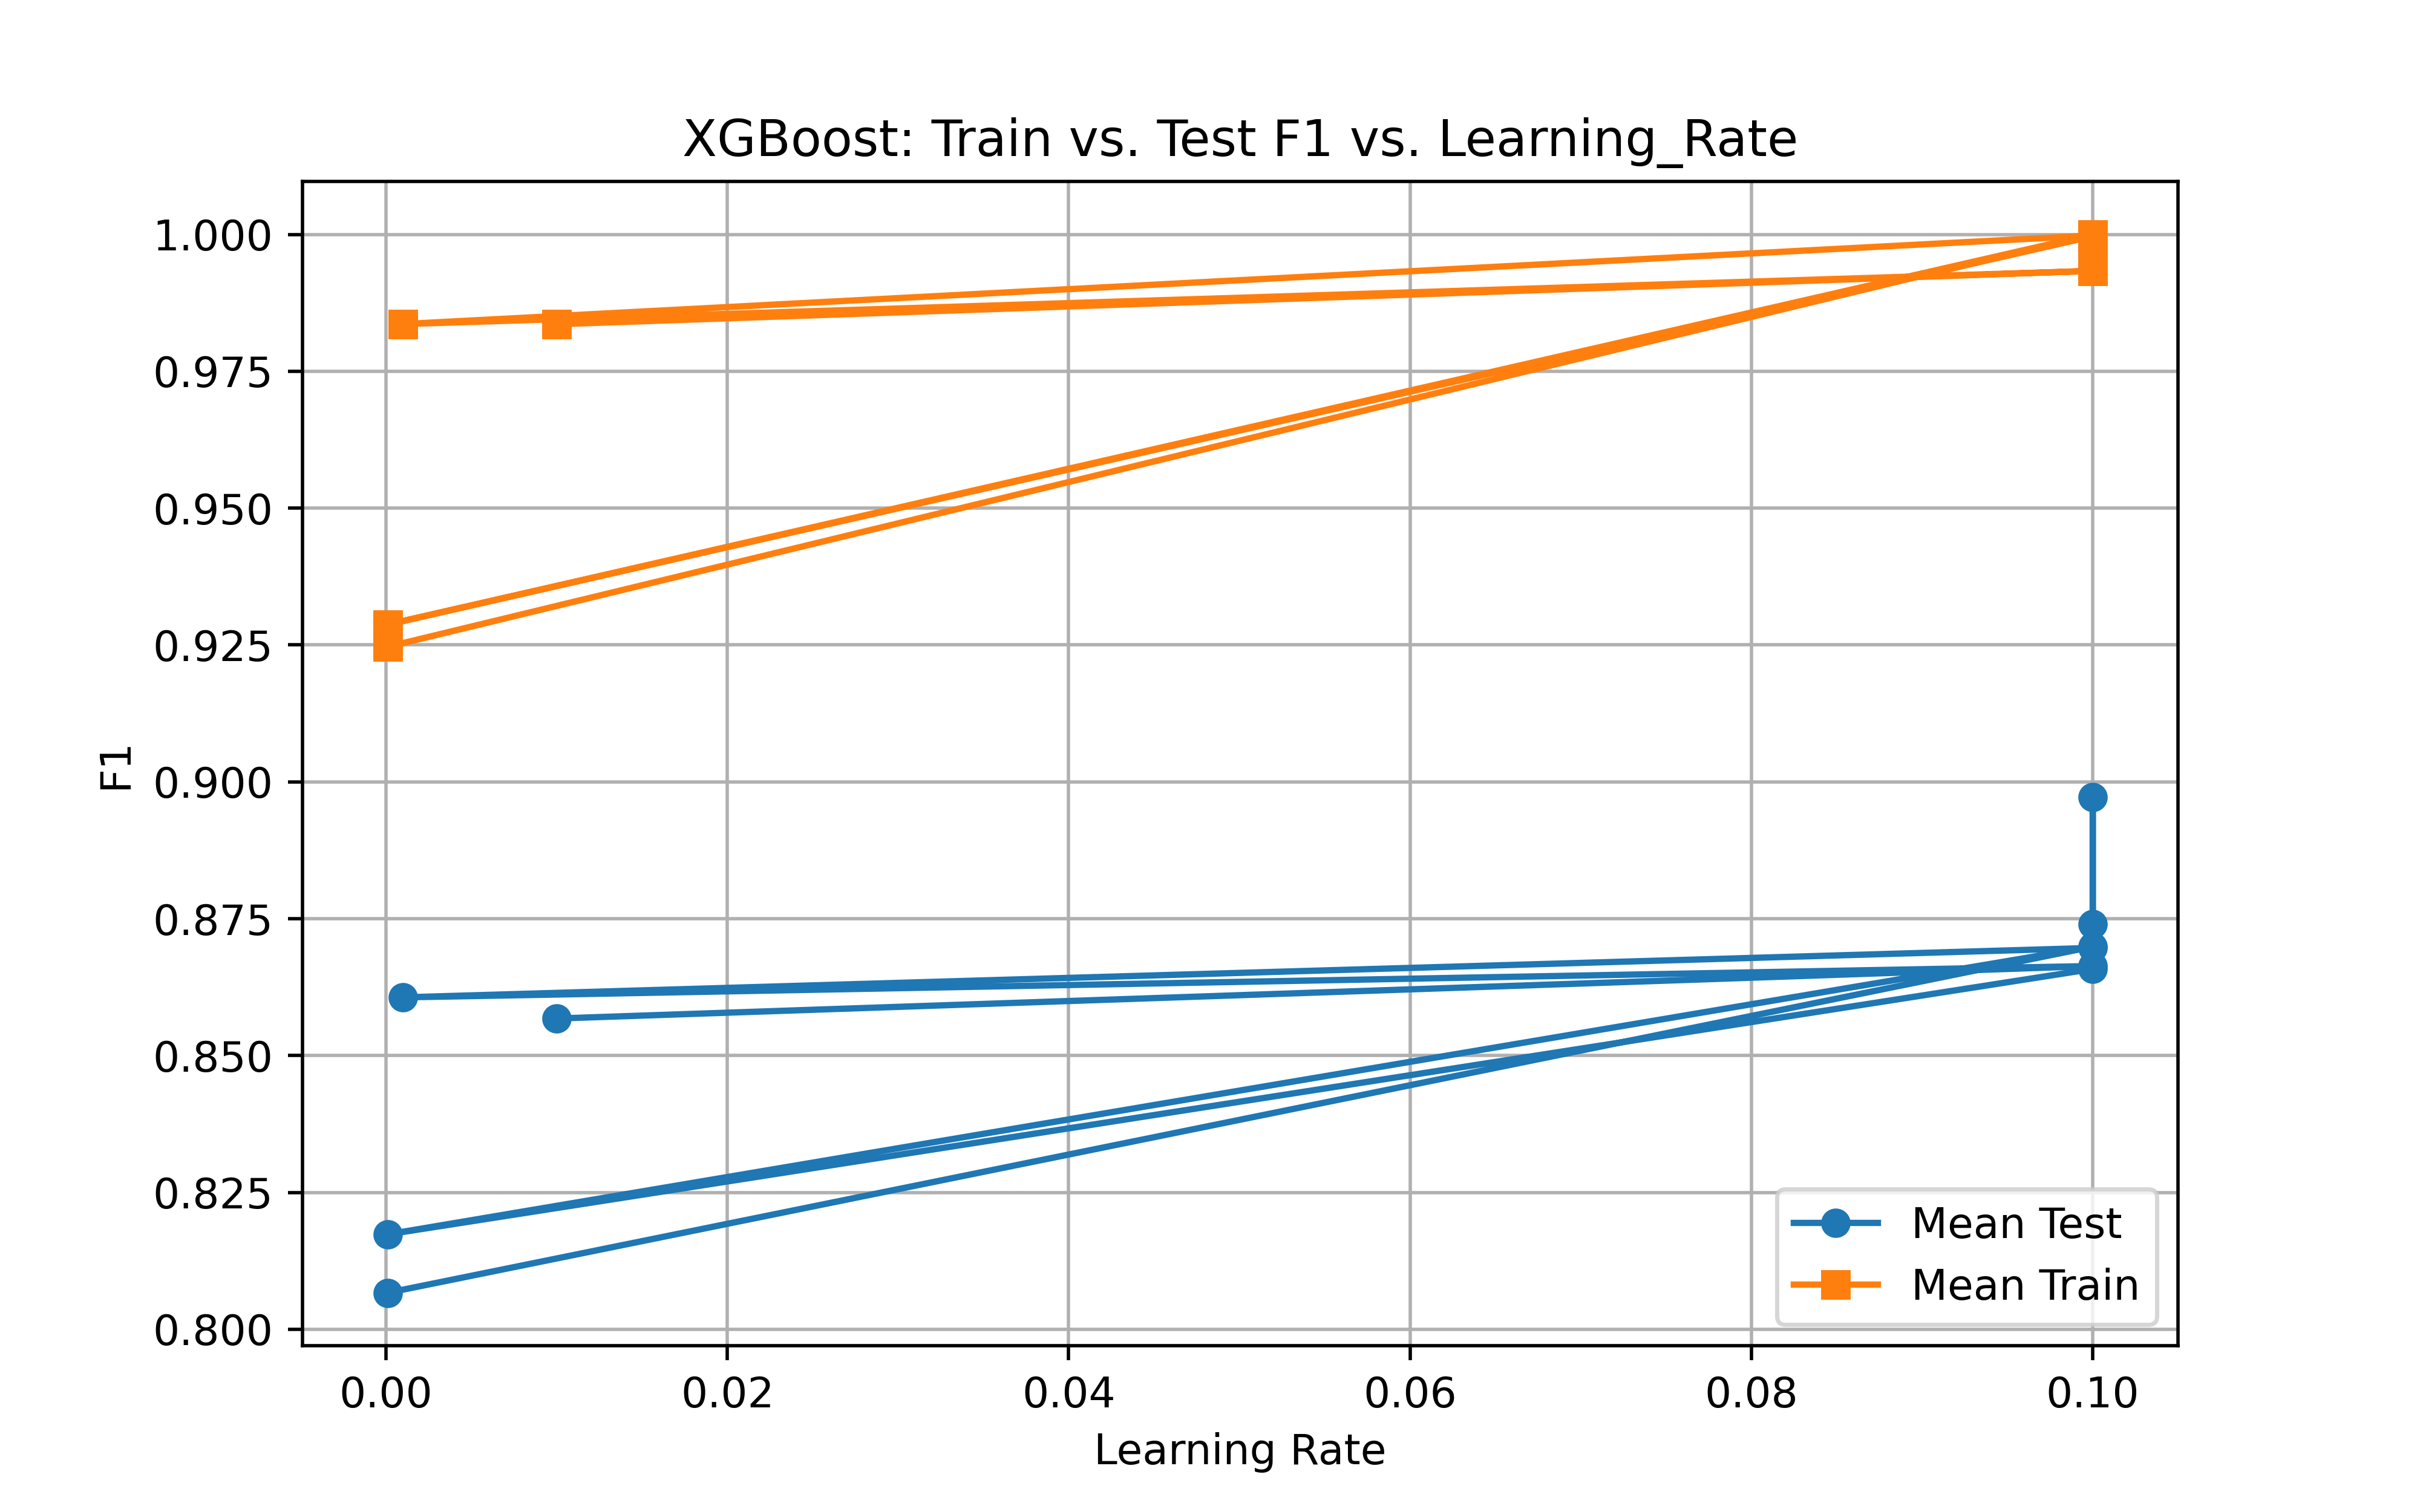 XGBoost: Train vs. Test F1 vs. Learning_Rate
1.000
0.975
0.950
0.925
0.900
0.875
0.850
0.825
0.800
F1
Mean Test
Mean Train
0.00 0.02 0.04 0.06 0.08 0.10
Learning Rate